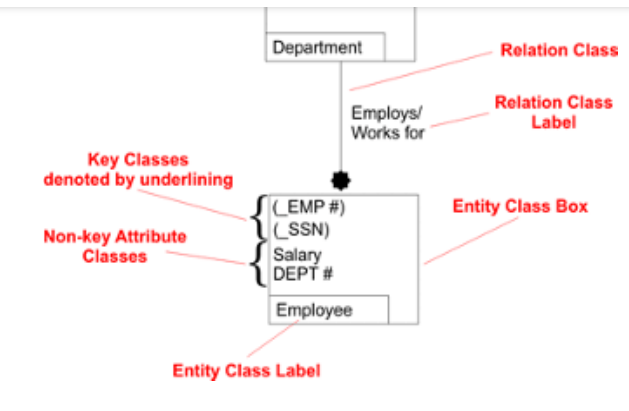 Department
Relation Class
Employs/
Works for
Relation Class
Label
Key Classes
denoted by underlining
(_EMP #)
(_SSN)
Entity Class Box
Non-key Attribute
Classes
Salary
DEPT #
Employee
Entity Class Label